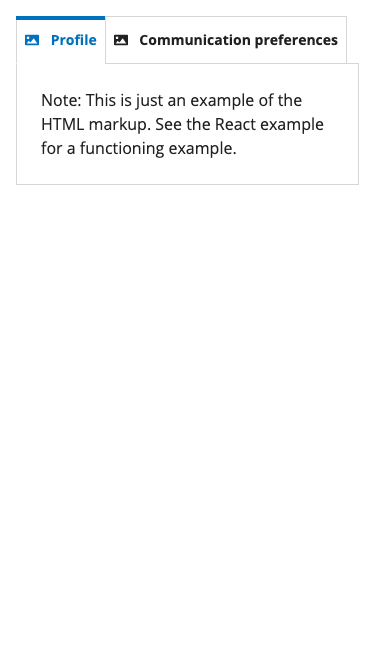 Profile
Communication preferences
Note: This is just an example of the
HTML markup. See the React example
for a functioning example.